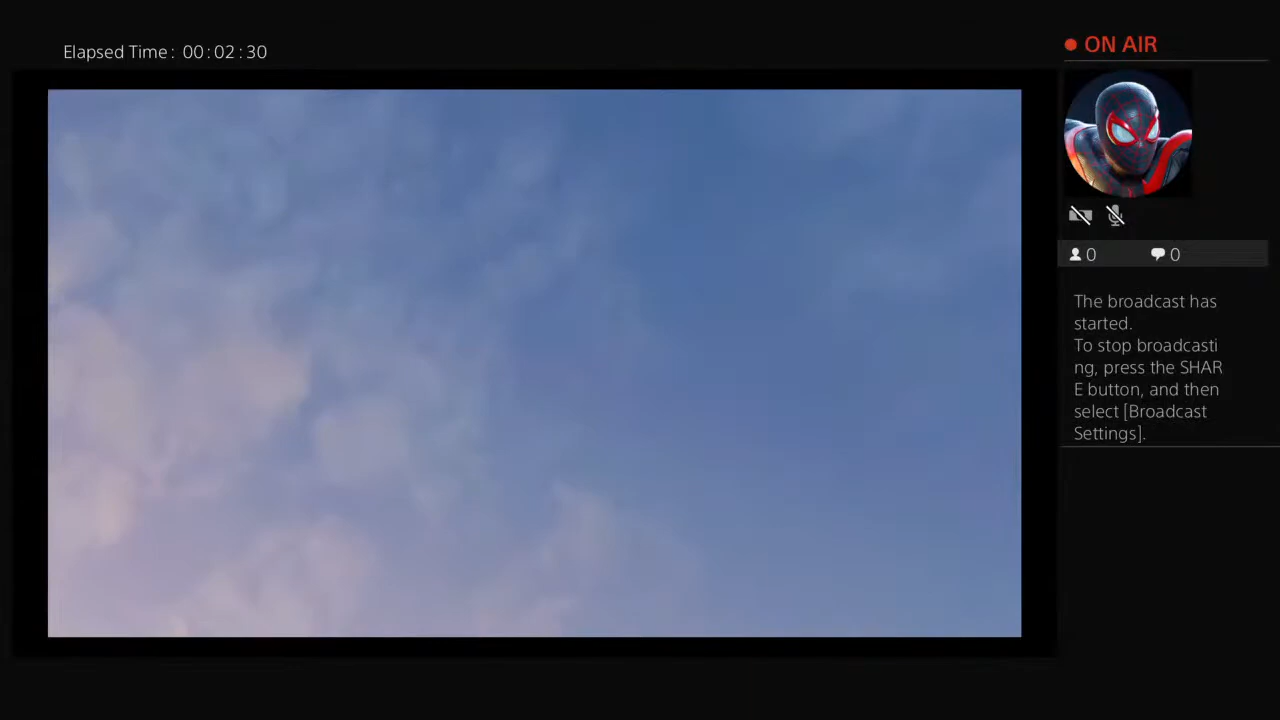 Elapsed Time: 00:02:30
ON AIR
0 0
The broadcast has
started.
To stop broadcasti
ng, press the SHAR
E button, and then
select [Broadcast
Settings].